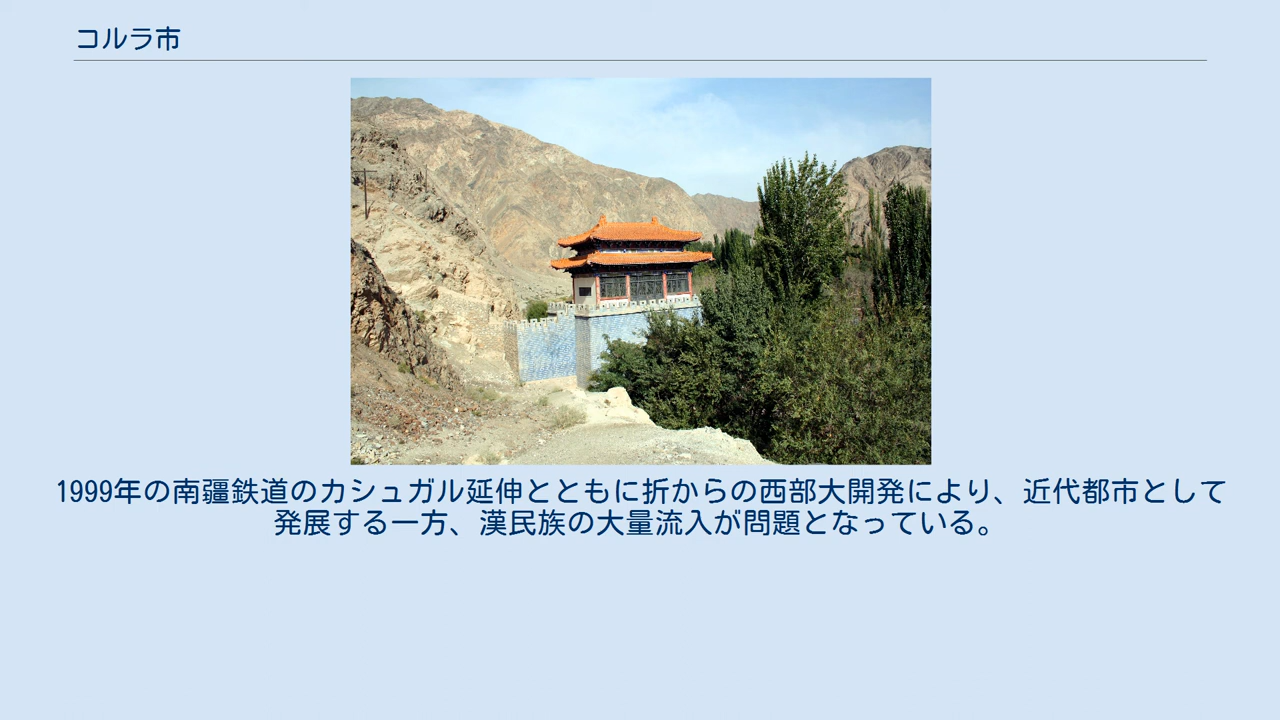 コルラ市
1999年の南疆鉄道のカシュガル延伸とともに折からの西部大開発により、近代都市として
発展する一方、漢民族の大量流入が問題となっている。